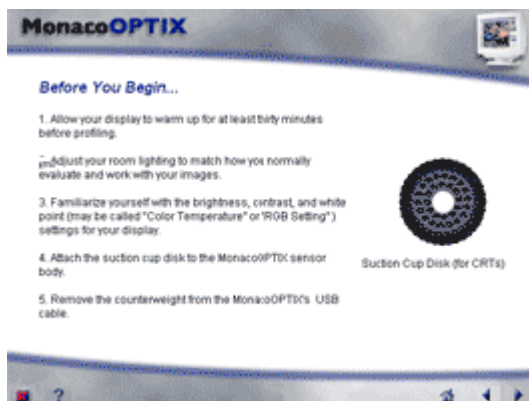 MonacoOPTIX
Before You Begin...
1. Allow your display to warm up for at least thirty minutes
before profiling.
Adjust your room lighting to match how you normally
evaluate and work with your images.
3. Familiarize yourself with the brightness, contrast, and white
point (may be called "Color Temperature" or "RGB Setting")
settings for your display.
4. Attach the suction cup disk to the MonacoOPTIX sensor
body.
Suction Cup Disk (for CRTs)
5. Remove the counterweight from the MonacoOPTIX's USB
cable.
?